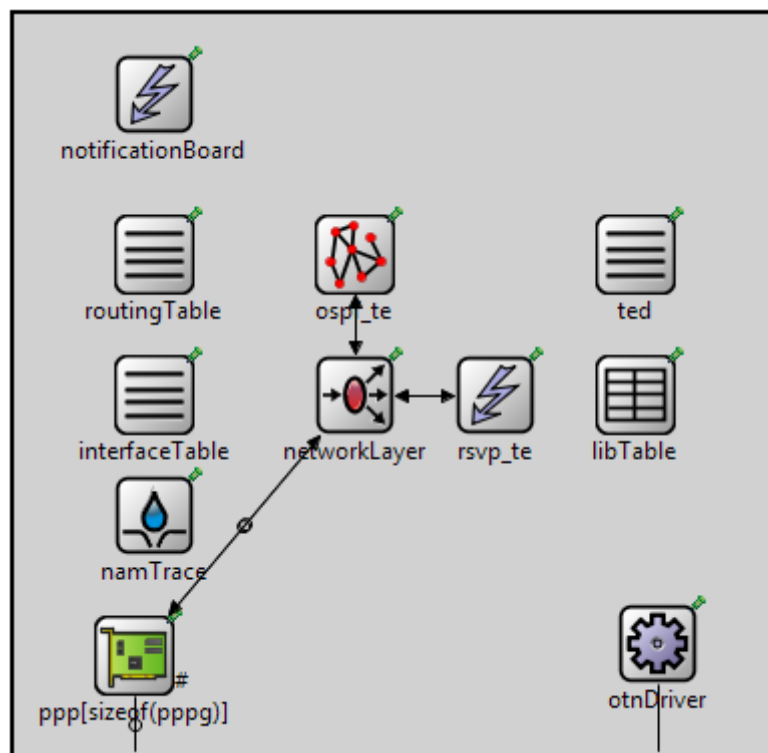 notificationBoard
routingTable
ospf_te
ted
interfaceTable
networkLayer
rsvp_te
libTable
namTrace
#
ppp[sizeof(pppg)]
otnDriver